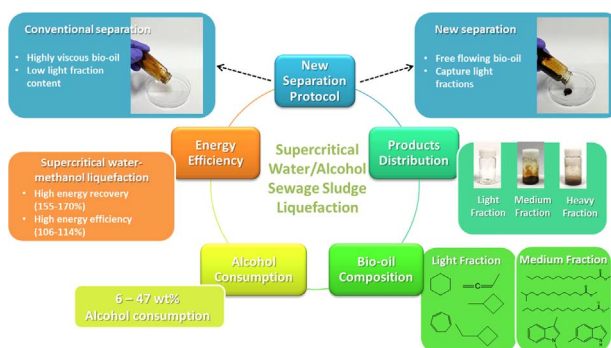 Conventional separation
• Highly viscous bio-oil
• Low light fraction
content
New
Separation
Protocol
New separation
• Free flowing bio-oil
• Capture light
fractions
Energy
Efficiency
Supercritical
Water/Alcohol
Sewage Sludge
Liquefaction
Products
Distribution
Supercritical water-
methanol liquefaction
• High energy recovery
(155-170%)
• High energy efficiency
(106-114%)
Light
Fraction
Medium
Fraction
Heavy
Fraction
Alcohol
Consumption
Bio-oil
Composition
6 – 47 wt%
Alcohol consumption
Light Fraction
Medium Fraction